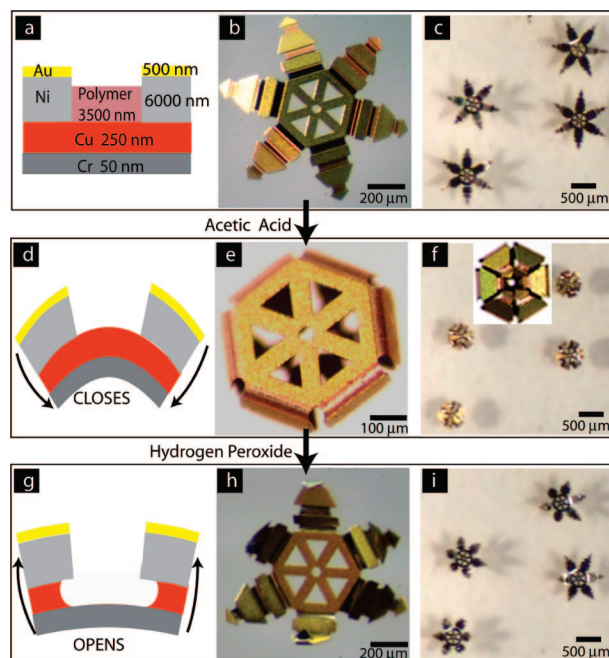 a
Au
500 nm
Ni
Polymer
3500 nm
6000 nm
Cu 250 nm
Cr 50 nm
b
200 μm
c
500 μm
Acetic Acid
d
CLOSES
e
100 μm
f
500 μm
Hydrogen Peroxide
g
OPENS
h
200 μm
i
500 μm